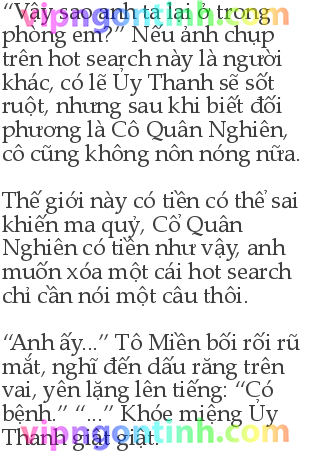 “Vậy sao anh ta lại ở trong
phòng em?” Nếu ảnh chụp
trên hot search này là người
khác, có lẽ Ủy Thanh sẽ sốt
ruột, nhưng sau khi biết đối
phương là Cô Quân Nghiên,
cô cũng không nôn nóng nữa.
Thế giới này có tiền có thể sai
khiến ma quỷ, Cổ Quân
Nghiên có tiền như vậy, anh
muốn xóa một cái hot search
chỉ cần nói một câu thôi.
“Anh ấy...” Tô Miền bối rối rũ
mắt, nghĩ đến dấu răng trên
vai, yên lặng lên tiếng: “Có
bệnh.” “...” Khóe miệng Ủy
Thanh giật giật.
vipngontinh.com
vipngontinh.com
vipngontinh.com